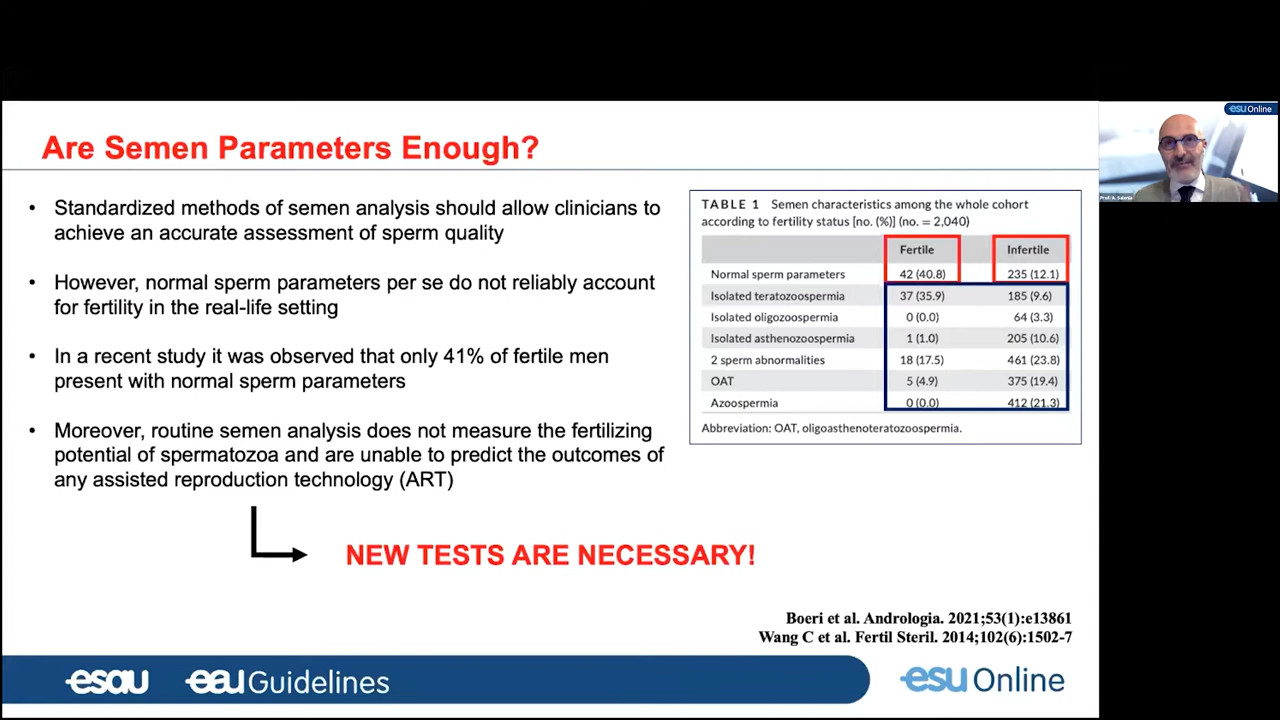 Are Semen Parameters Enough?
• Standardized methods of semen analysis should allow clinicians to
achieve an accurate assessment of sperm quality
• However, normal sperm parameters per se do not reliably account
for fertility in the real-life setting
• In a recent study it was observed that only 41% of fertile men
present with normal sperm parameters
• Moreover, routine semen analysis does not measure the fertilizing
potential of spermatozoa and are unable to predict the outcomes of
any assisted reproduction technology (ART)
NEW TESTS ARE NECESSARY!
TABLE 1 Semen characteristics among the whole cohort
according to fertility status [no. (%)] (no. = 2,040)
Fertile Infertile
Normal sperm parameters 42 (40.8) 235 (12.1)
Isolated teratozoospermia 37 (35.9) 185 (9.6)
Isolated oligozoospermia 0 (0.0) 64 (3.3)
Isolated asthenozoospermia 1 (1.0) 205 (10.6)
2 sperm abnormalities 18 (17.5) 461 (23.8)
OAT 5 (4.9) 375 (19.4)
Azoospermia 0 (0.0) 412 (21.3)
Abbreviation: OAT, oligoasthenoteratozoospermia.
Boeri et al. Andrologia. 2021;53(1):e13861
Wang C et al. Fertil Steril. 2014;102(6):1502-7
esau eau Guidelines
esu Online
esu Online
Prof. A. Salonia